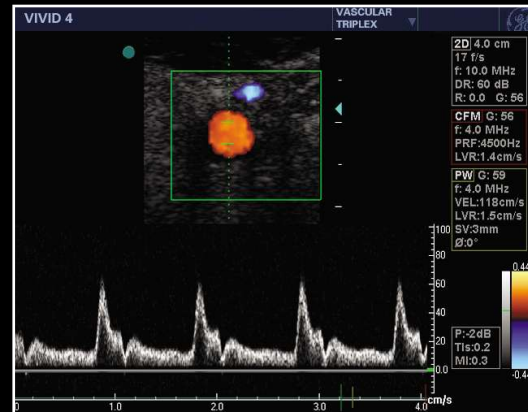 VIVID 4
VASCULAR
TRIPLEX
2D 4.0 cm
17 f/s
f: 10.0 MHz
DR: 60 dB
R: 0.0 G: 56
CFM G: 56
f: 4.0 MHz
PRF:4500Hz
LVR:1.4cm/s
PW G: 59
f: 4.0 MHz
VEL:118cm/s
LVR:1.5cm/s
SV:3mm
Ø:0°
100
80
60
40
20
0.0
cm/s
0.44
-0.44
P:-2dB
TIs:0.2
MI:0.3
0
1.0
2.0
3.0
4.0